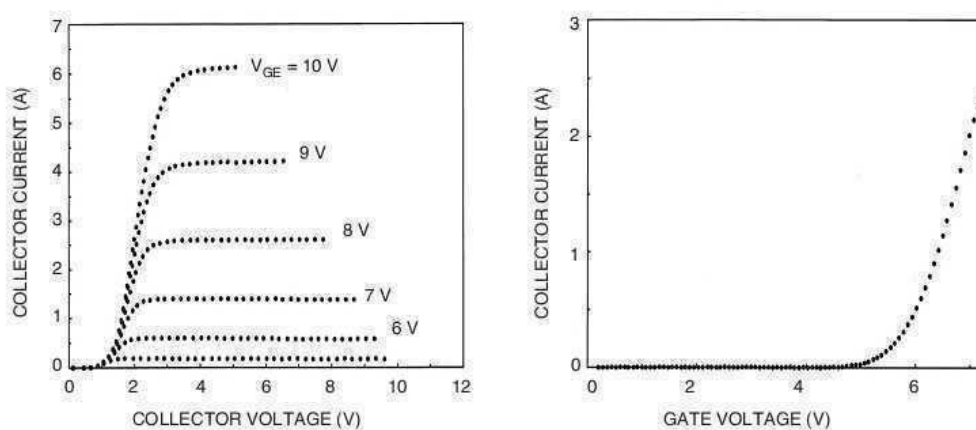 COLLECTOR CURRENT (A)
7
6
5
4
3
2
1
0
V_GE = 10 V
9 V
8 V
7 V
6 V
0 2 4 6 8 10 12
COLLECTOR VOLTAGE (V)
COLLECTOR CURRENT (A)
3
2
1
0
0 2 4 6
GATE VOLTAGE (V)